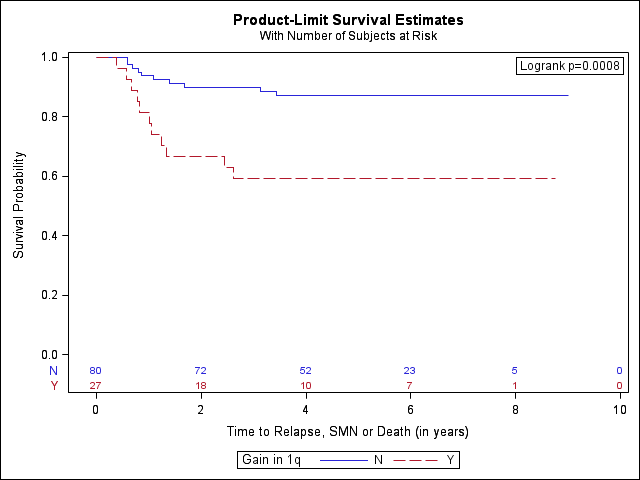 Product-Limit Survival Estimates
With Number of Subjects at Risk
Logrank p=0.0008
Survival Probability
1.0
0.8
0.6
0.4
0.2
0.0
N 80 72 52 23 5 0
Y 27 18 10 7 1 0
0 2 4 6 8 10
Time to Relapse, SMN or Death (in years)
Gain in 1q N Y